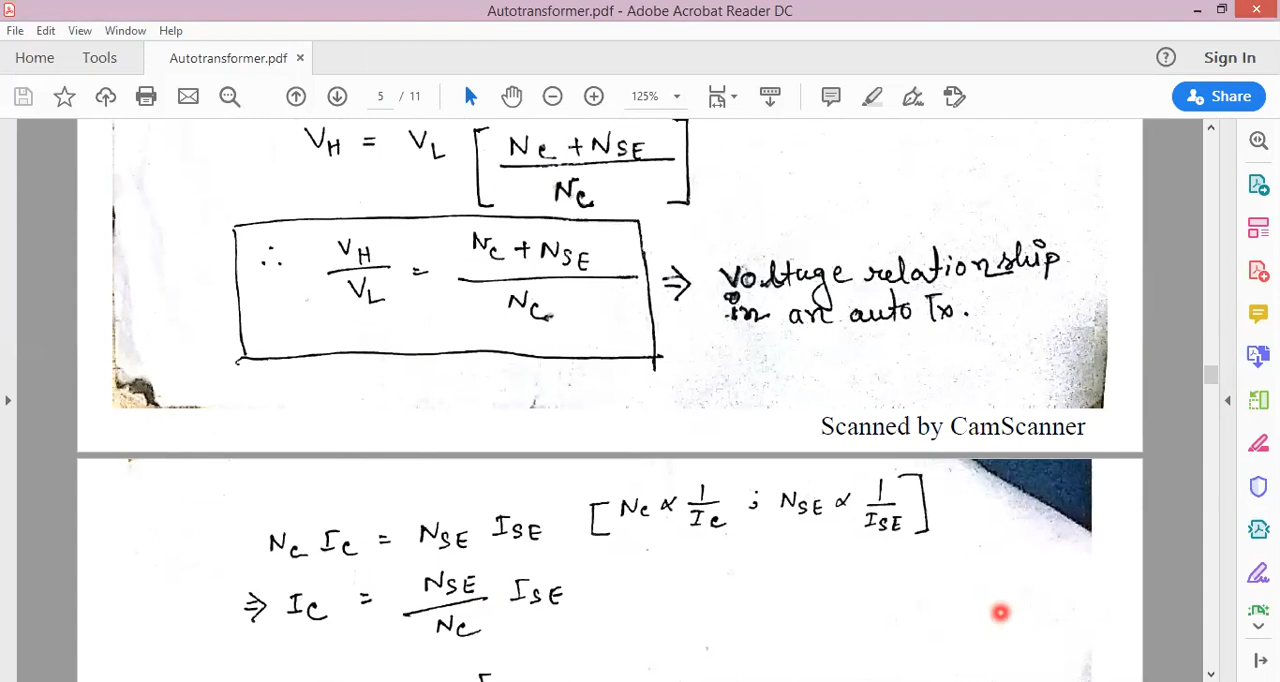 Autotransformer.pdf - Adobe Acrobat Reader DC
File Edit View Window Help
Home Tools Autotransformer.pdf × Sign In
5 / 11 125% Share
V_H = V_L [ (N_C + N_SE) / N_C ]
∴ V_H / V_L = (N_C + N_SE) / N_C ⇒ Voltage relationship
in an auto Tx.
Scanned by CamScanner
N_C I_C = N_SE I_SE [ N_C ∝ 1/I_C ; N_SE ∝ 1/I_SE ]
⇒ I_C = N_SE / N_C I_SE